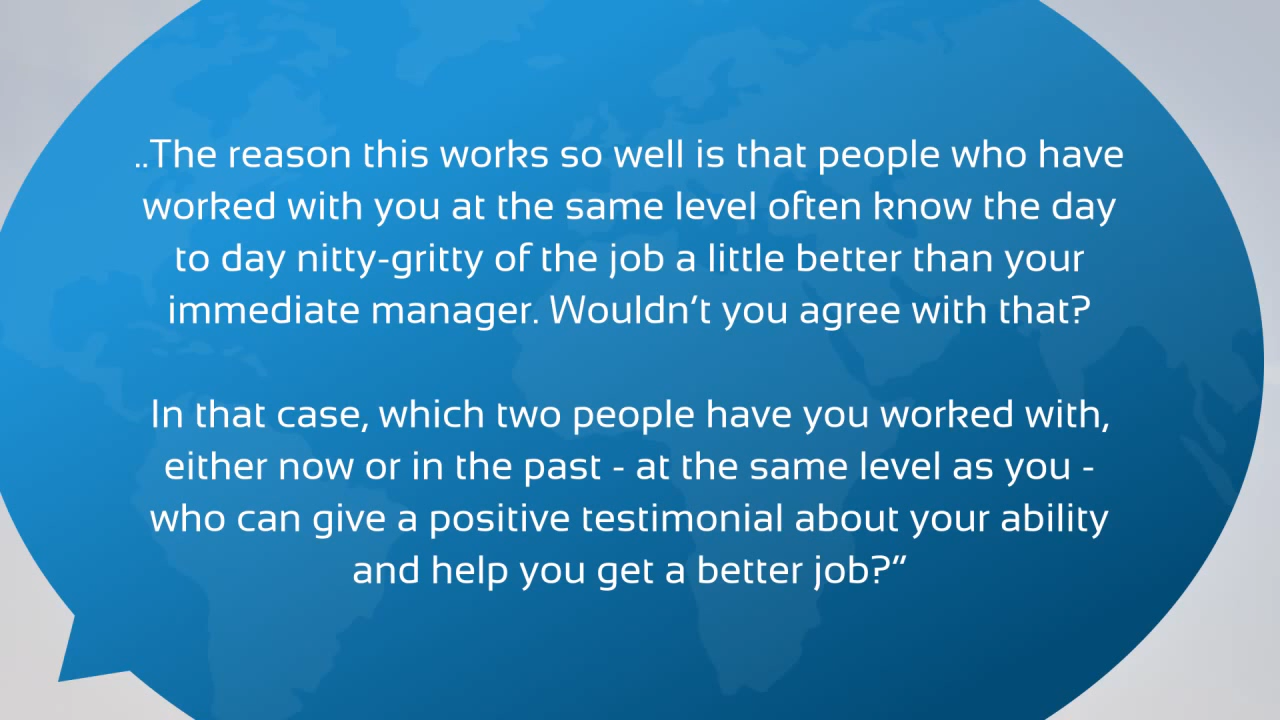 ..The reason this works so well is that people who have
worked with you at the same level often know the day
to day nitty-gritty of the job a little better than your
immediate manager. Wouldn’t you agree with that?
In that case, which two people have you worked with,
either now or in the past - at the same level as you -
who can give a positive testimonial about your ability
and help you get a better job?”